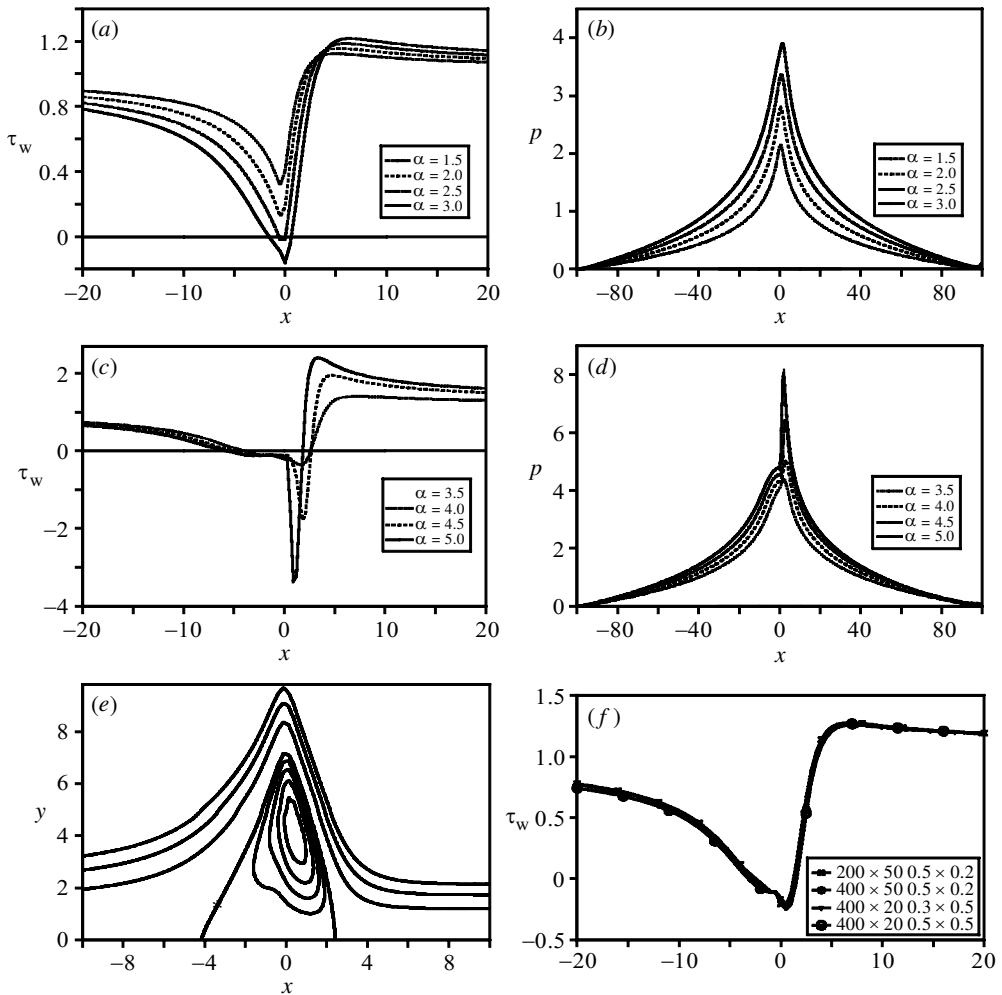 (a)
1.2
0.8
τw
0.4
0
α = 1.5
α = 2.0
α = 2.5
α = 3.0
−20 −10 0 10 20
x
(b)
4
3
p
2
1
0
α = 1.5
α = 2.0
α = 2.5
α = 3.0
−80 −40 0 40 80
x
(c)
2
0
τw
−2
−4
α = 3.5
α = 4.0
α = 4.5
α = 5.0
−20 −10 0 10 20
x
(d)
8
6
p
4
2
0
α = 3.5
α = 4.0
α = 4.5
α = 5.0
−80 −40 0 40 80
x
(e)
8
6
y
4
2
0
−8 −4 0 4 8
x
(f)
1.5
1.0
τw
0.5
0
−0.5
200 × 50 0.5 × 0.2
400 × 50 0.5 × 0.2
400 × 20 0.3 × 0.5
400 × 20 0.5 × 0.5
−20 −10 0 10 20
x